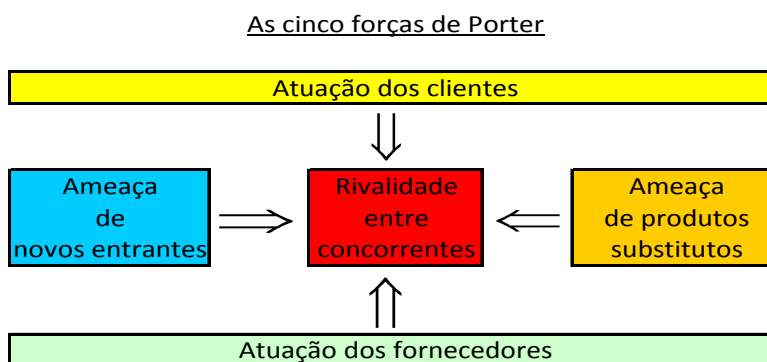 As cinco forças de Porter
Atuação dos clientes
Ameaça
de
novos entrantes
Rivalidade
entre
concorrentes
Ameaça
de produtos
substitutos
Atuação dos fornecedores